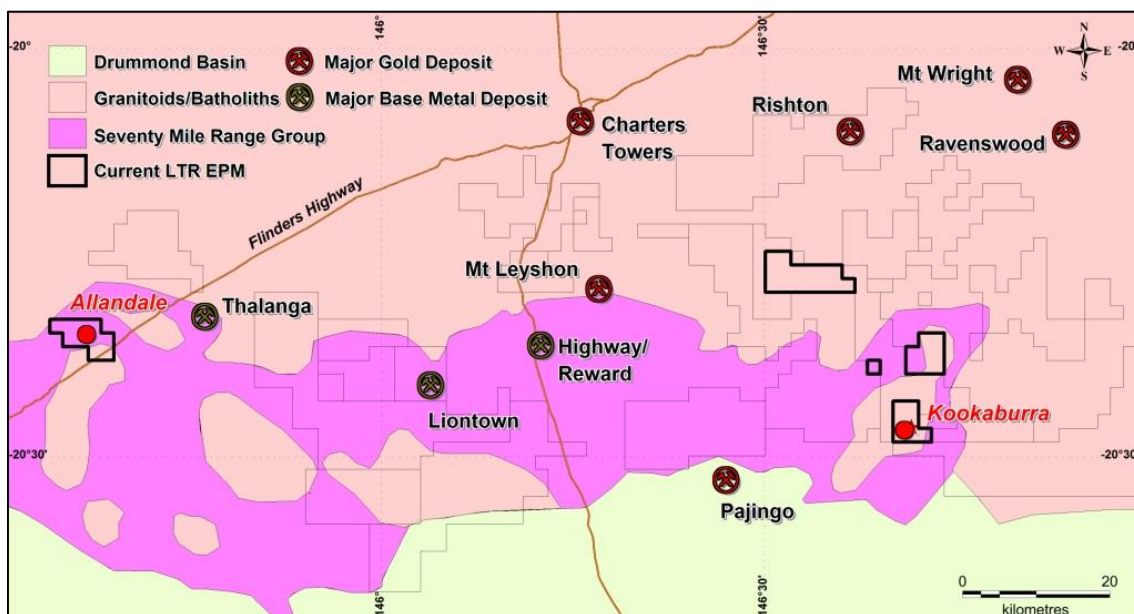 -20°
146°
146°30'
-20
N
W E
S
Drummond Basin
Major Gold Deposit
Granitoids/Batholiths
Major Base Metal Deposit
Seventy Mile Range Group
Current LTR EPM
Mt Wright
Rishton
Ravenswood
Charters
Towers
Flinders Highway
Mt Leyshon
Allandale
Thalanga
Highway/
Reward
Liontown
Kookaburra
-20°30'
-20°30
Pajingo
146°
146°30'
0 20
kilometres